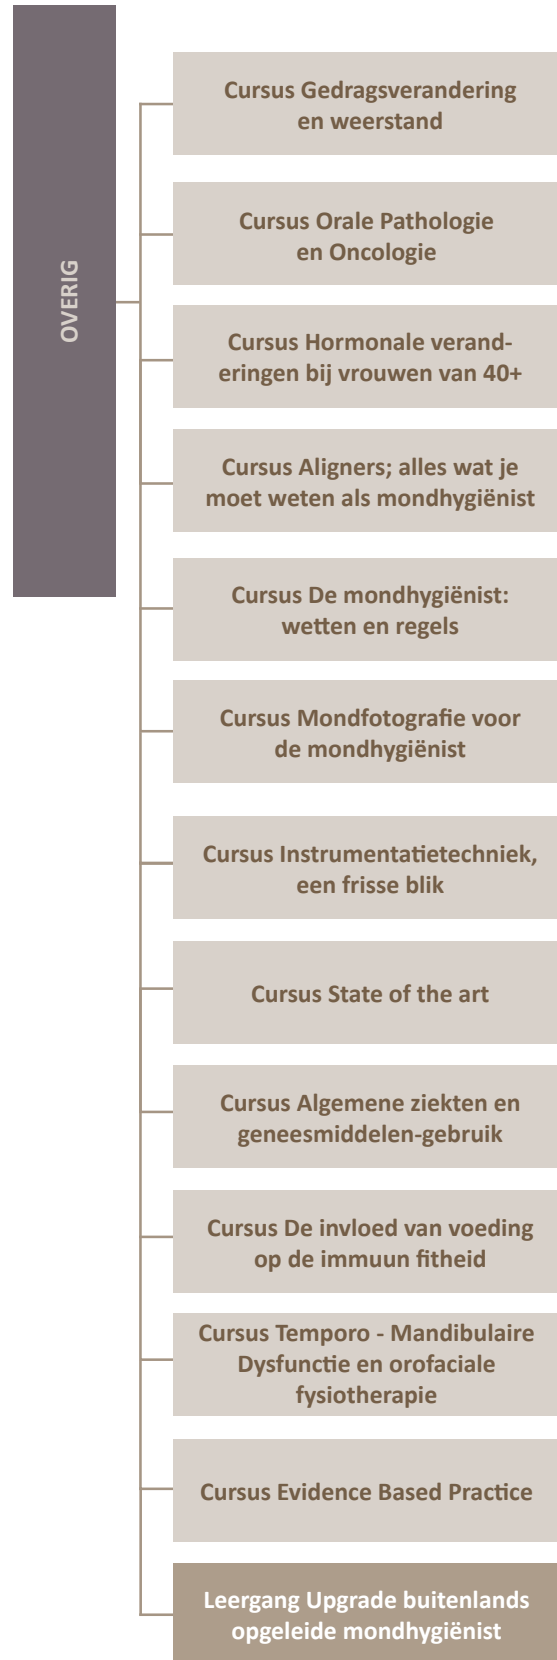 OVERIG
Cursus Gedragsverandering
en weerstand
Cursus Orale Pathologie
en Oncologie
Cursus Hormonale verand-
eringen bij vrouwen van 40+
Cursus Aligners; alles wat je
moet weten als mondhygiënist
Cursus De mondhygiënist:
wetten en regels
Cursus Mondfotografie voor
de mondhygiënist
Cursus Instrumentatietechniek,
een frisse blik
Cursus State of the art
Cursus Algemene ziekten en
geneesmiddelen-gebruik
Cursus De invloed van voeding
op de immuun fitheid
Cursus Temporo - Mandibulaire
Dysfunctie en orofaciale
fysiotherapie
Cursus Evidence Based Practice
Leergang Upgrade buitenlands
opgeleide mondhygiënist